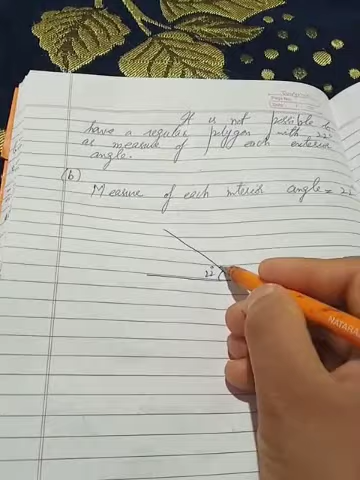 It is not possible to
have a regular polygon with 22°
as measure of each exterior
angle.
(b)
Measure of each interior angle = 22
22°
NATARA